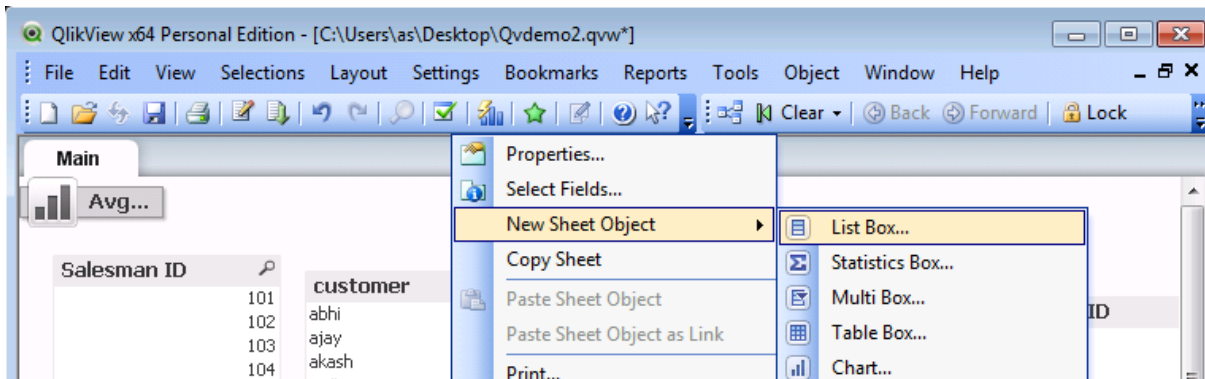 QlikView x64 Personal Edition - [C:\Users\as\Desktop\Qvdemo2.qvw*]
File Edit View Selections Layout Settings Bookmarks Reports Tools Object Window Help
Clear Back Forward Lock
Main
Avg...
Properties...
Select Fields...
New Sheet Object
Copy Sheet
Paste Sheet Object
Paste Sheet Object as Link
Print...
List Box...
Statistics Box...
Multi Box...
Table Box...
Chart...
Salesman ID
101
102
103
104
customer
abhi
ajay
akash
ID